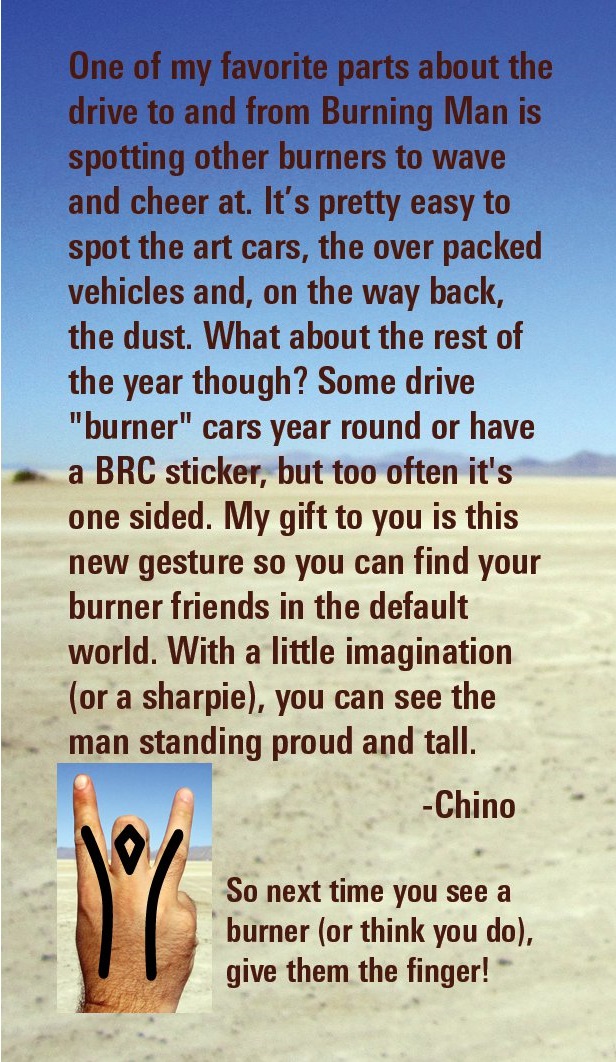 One of my favorite parts about the
drive to and from Burning Man is
spotting other burners to wave
and cheer at. It’s pretty easy to
spot the art cars, the over packed
vehicles and, on the way back,
the dust. What about the rest of
the year though? Some drive
"burner" cars year round or have
a BRC sticker, but too often it's
one sided. My gift to you is this
new gesture so you can find your
burner friends in the default
world. With a little imagination
(or a sharpie), you can see the
man standing proud and tall.
-Chino
So next time you see a
burner (or think you do),
give them the finger!